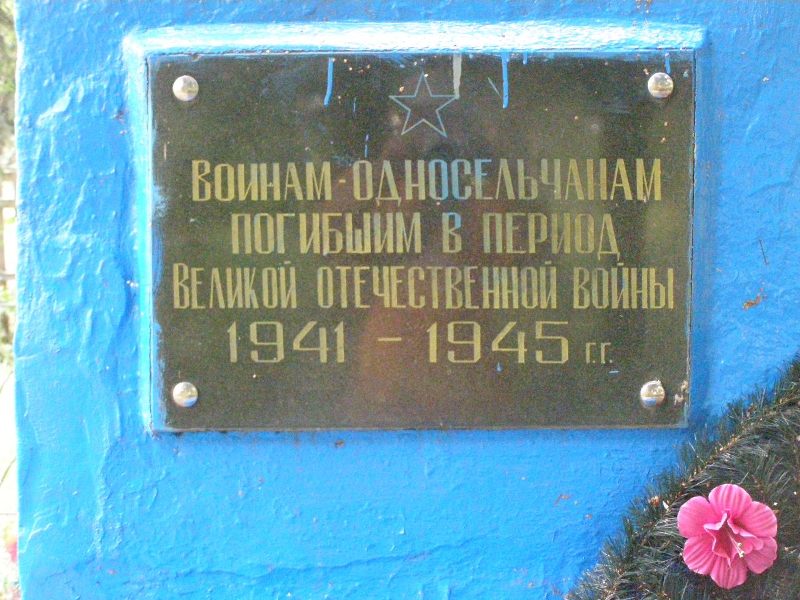 ВОИНАМ-ОДНОСЕЛЬЧАНАМ
ПОГИБШИМ В ПЕРИОД
ВЕЛИКОЙ ОТЕЧЕСТВЕННОЙ ВОЙНЫ
1941 - 1945 г.г.